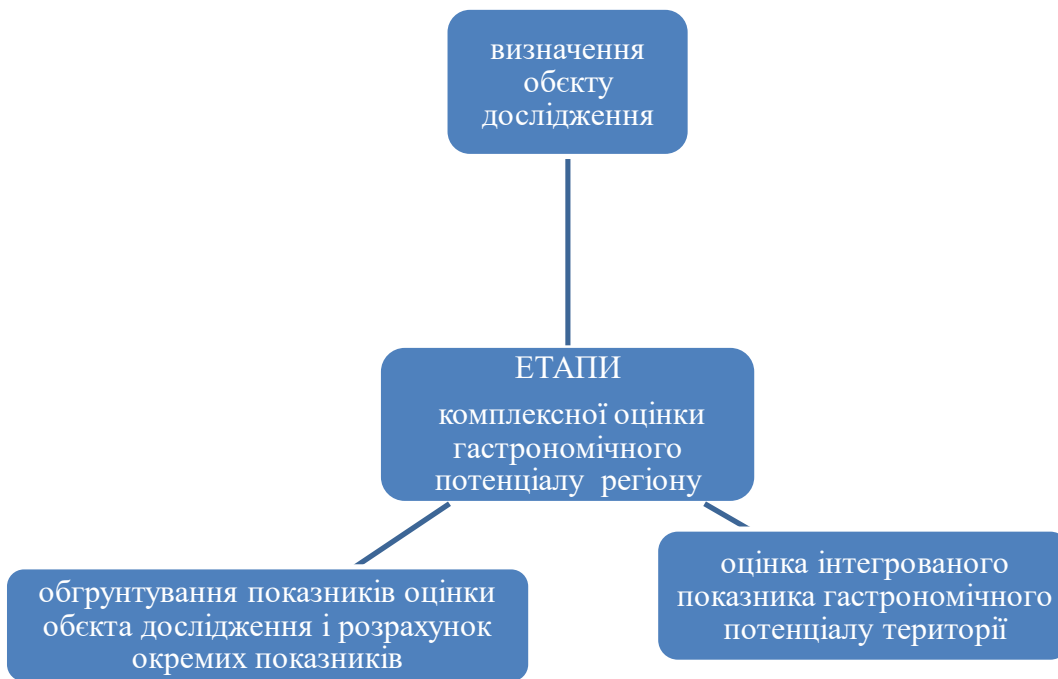 визначення
обєкту
дослідження
ЕТАПИ
комплексної оцінки
гастрономічного
потенціалу регіону
обгрунтування показників оцінки
обєкта дослідження і розрахунок
окремих показників
оцінка інтегрованого
показника гастрономічного
потенціалу території